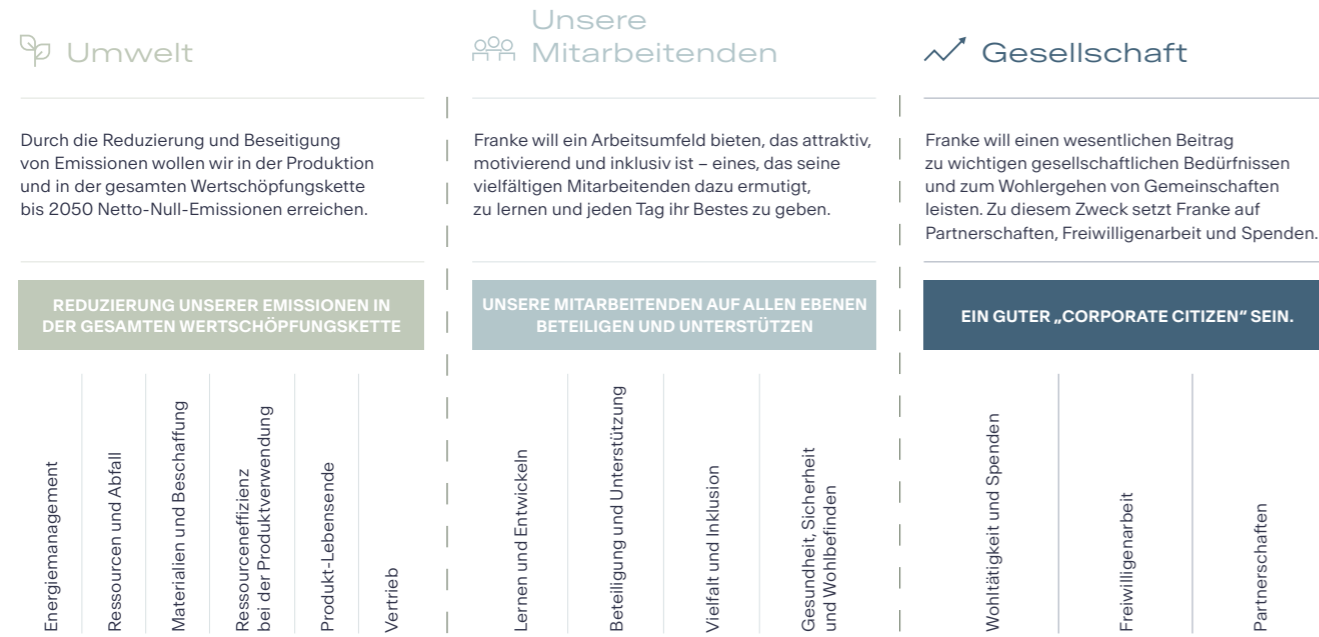 Umwelt
Durch die Reduzierung und Beseitigung
von Emissionen wollen wir in der Produktion
und in der gesamten Wertschöpfungskette
bis 2050 Netto-Null-Emissionen erreichen.
REDUZIERUNG UNSERER EMISSIONEN IN
DER GESAMTEN WERTSCHÖPFUNGSKETTE
Energiemanagement
Ressourcen und Abfall
Materialien und Beschaffung
Ressourceneffizienz
bei der Produktverwendung
Produkt-Lebensende
Vertrieb
Unsere
Mitarbeitenden
Franke will ein Arbeitsumfeld bieten, das attraktiv,
motivierend und inklusiv ist – eines, das seine
vielfältigen Mitarbeitenden dazu ermutigt,
zu lernen und jeden Tag ihr Bestes zu geben.
UNSERE MITARBEITENDEN AUF ALLEN EBENEN
BETEILIGEN UND UNTERSTÜTZEN
Lernen und Entwickeln
Beteiligung und Unterstützung
Vielfalt und Inklusion
Gesundheit, Sicherheit
und Wohlbefinden
Gesellschaft
Franke will einen wesentlichen Beitrag
zu wichtigen gesellschaftlichen Bedürfnissen
und zum Wohlergehen von Gemeinschaften
leisten. Zu diesem Zweck setzt Franke auf
Partnerschaften, Freiwilligenarbeit und Spenden.
EIN GUTER „CORPORATE CITIZEN“ SEIN.
Wohltätigkeit und Spenden
Freiwilligenarbeit
Partnerschaften